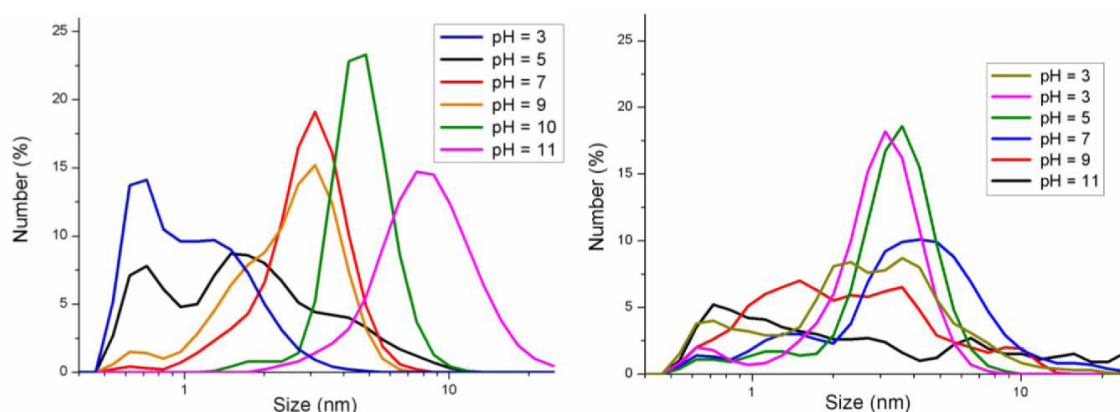 25
20
15
10
5
0
Number (%)
1
10
Size (nm)
pH = 3
pH = 5
pH = 7
pH = 9
pH = 10
pH = 11
25
20
15
10
5
0
Number (%)
1
10
Size (nm)
pH = 3
pH = 3
pH = 5
pH = 7
pH = 9
pH = 11